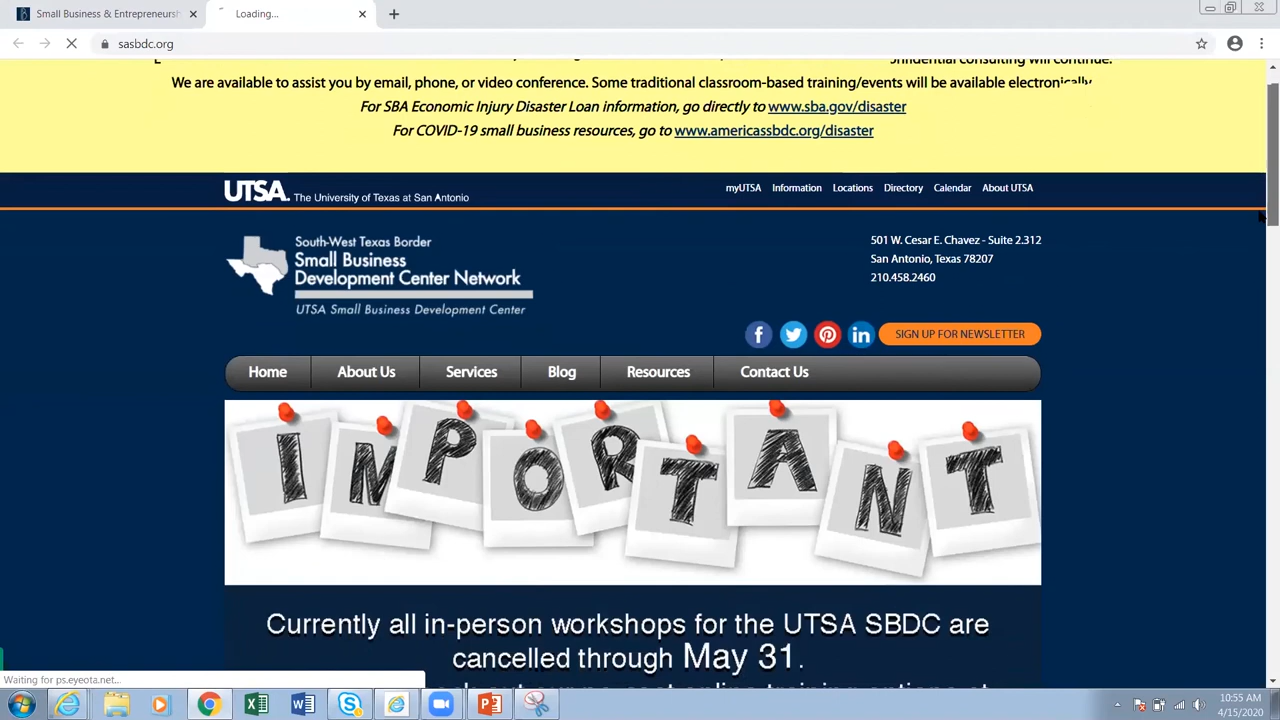 Small Business & Entrepreneursh
Loading...
sasbdc.org
onfidential consulting will continue.
We are available to assist you by email, phone, or video conference. Some traditional classroom-based training/events will be available electronically.
For SBA Economic Injury Disaster Loan information, go directly to www.sba.gov/disaster
For COVID-19 small business resources, go to www.americassbdc.org/disaster
UTSA. The University of Texas at San Antonio
myUTSA Information Locations Directory Calendar About UTSA
South-West Texas Border
Small Business
Development Center Network
UTSA Small Business Development Center
501 W. Cesar E. Chavez - Suite 2.312
San Antonio, Texas 78207
210.458.2460
SIGN UP FOR NEWSLETTER
Home About Us Services Blog Resources Contact Us
IMPORTANT
Currently all in-person workshops for the UTSA SBDC are
cancelled through May 31.
Waiting for ps.eyeota.net...
10:55 AM
4/15/2020